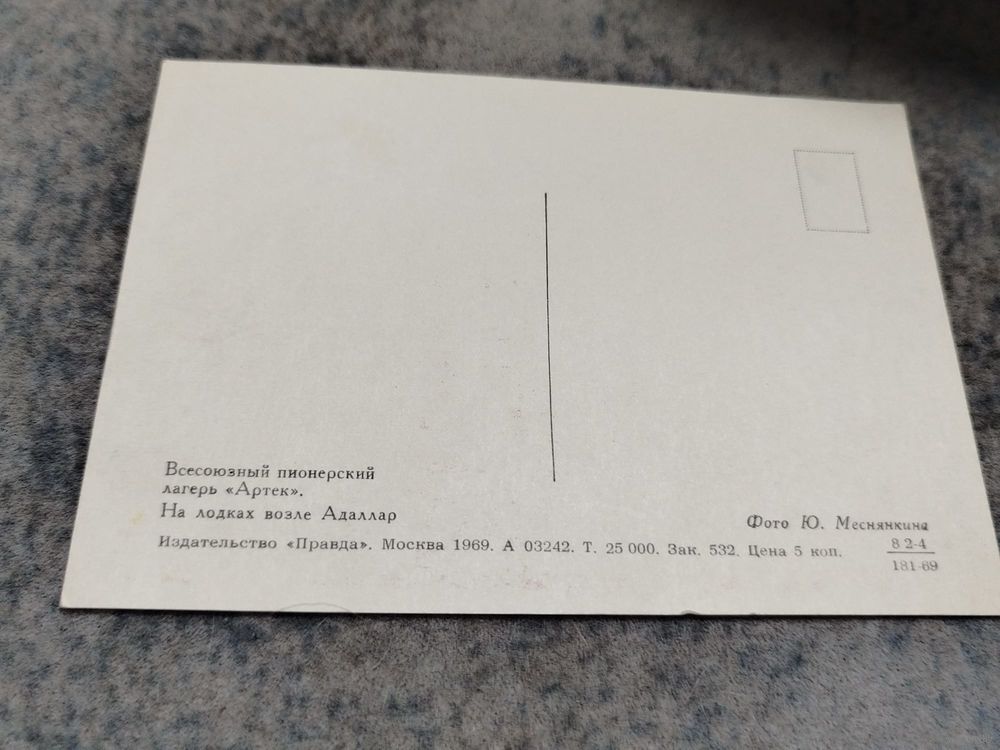 Всесоюзный пионерский
лагерь «Артек».
На лодках возле Адаллар
Фото Ю. Меснянкина
Издательство «Правда». Москва 1969. А 03242. Т. 25 000. Зак. 532. Цена 5 коп.
8 2-4
181-69